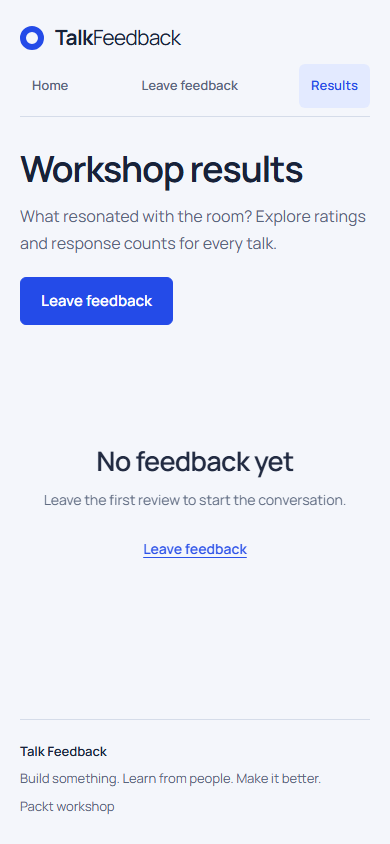 TalkFeedback
Home
Leave feedback
Results
Workshop results
What resonated with the room? Explore ratings
and response counts for every talk.
Leave feedback
No feedback yet
Leave the first review to start the conversation.
Leave feedback
Talk Feedback
Build something. Learn from people. Make it better.
Packt workshop